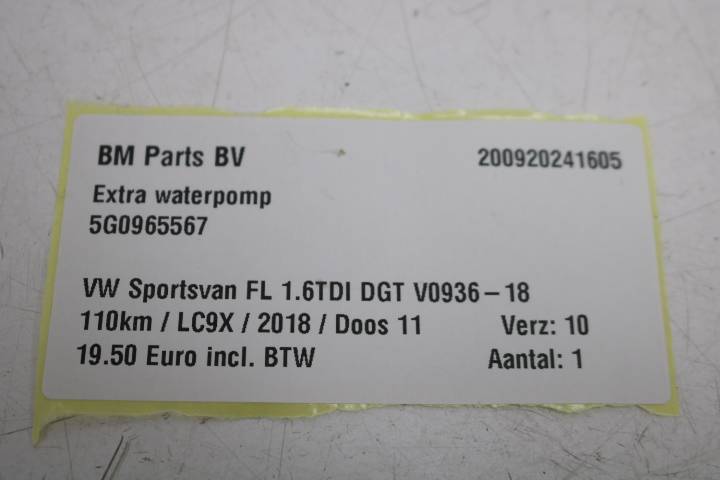 BM Parts BV 200920241605
Extra waterpomp
5G0965567
VW Sportsvan FL 1.6TDI DGT V0936-18
110km / LC9X / 2018 / Doos 11 Verz: 10
19.50 Euro incl. BTW Aantal: 1